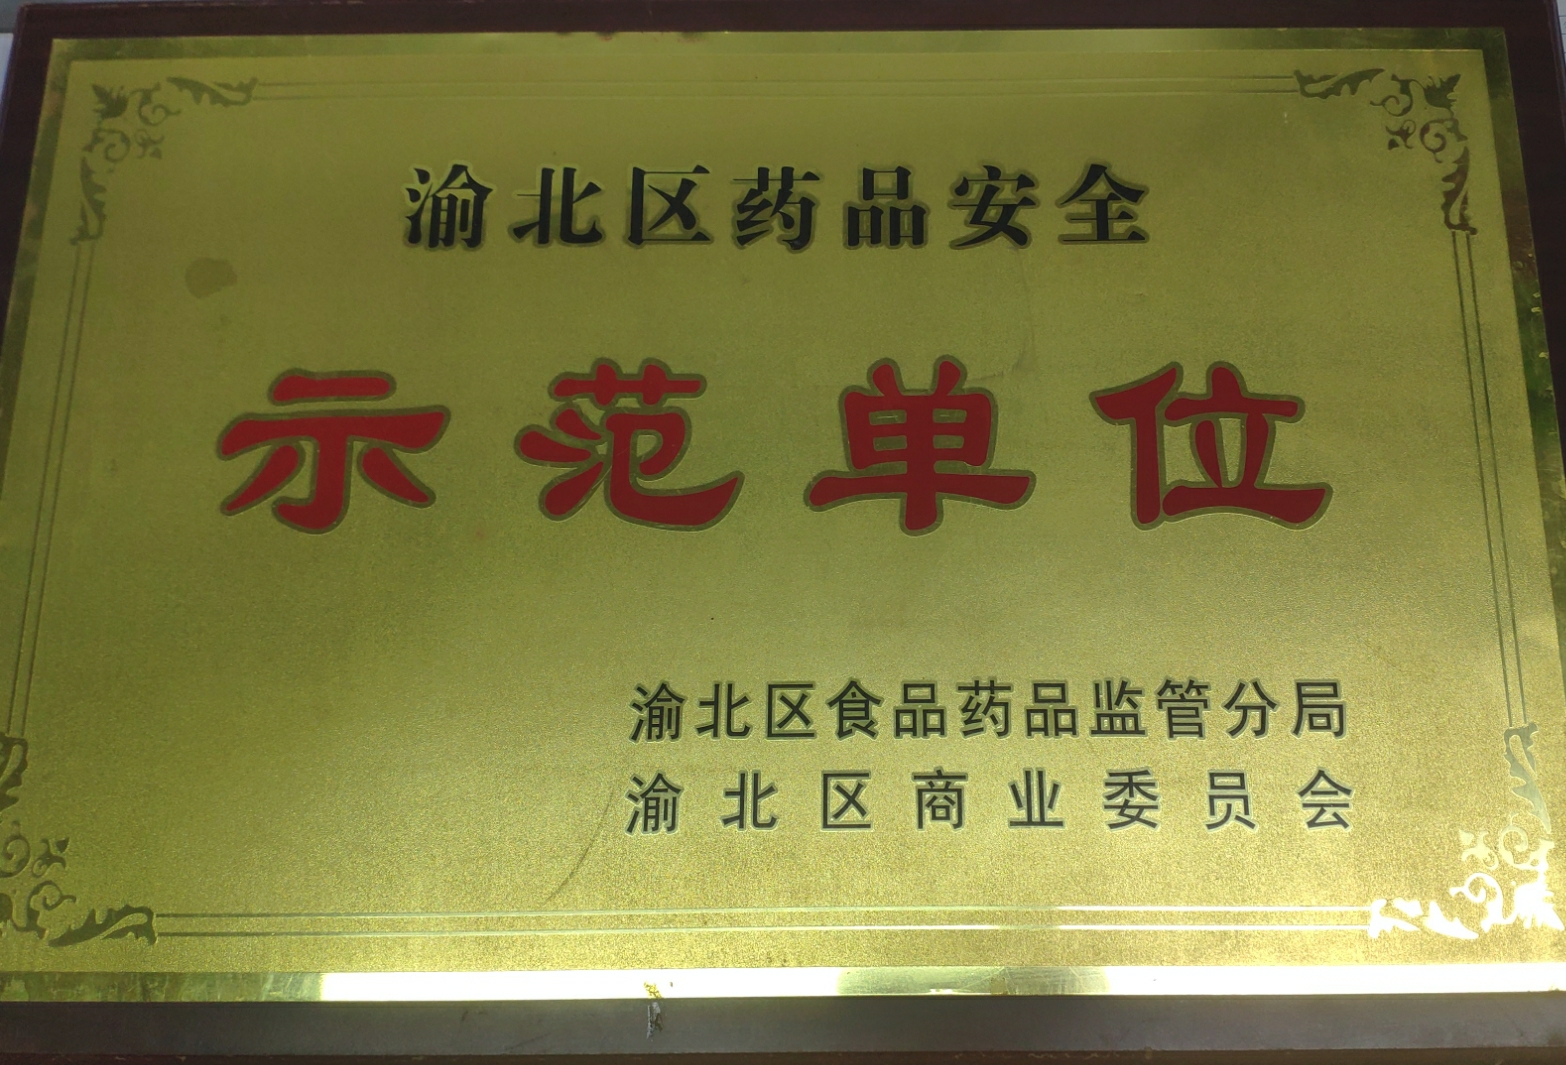 渝北区药品安全
示范单位
渝北区食品药品监管分局
渝北区商业委员会